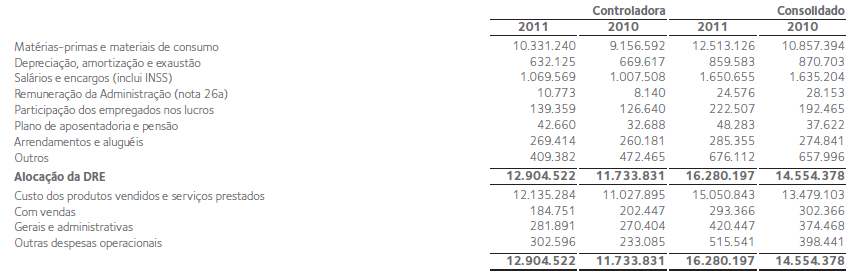 Controladora Consolidado
2011 2010 2011 2010
Matérias-primas e materiais de consumo 10.331.240 9.156.592 12.513.126 10.857.394
Depreciação, amortização e exaustão 632.125 669.617 859.583 870.703
Salários e encargos (inclui INSS) 1.069.569 1.007.508 1.650.655 1.635.204
Remuneração da Administração (nota 26a) 10.773 8.140 24.576 28.153
Participação dos empregados nos lucros 139.359 126.640 222.507 192.465
Plano de aposentadoria e pensão 42.660 32.688 48.283 37.622
Arrendamentos e aluguéis 269.414 260.181 285.355 274.841
Outros 409.382 472.465 676.112 657.996
Alocação da DRE 12.904.522 11.733.831 16.280.197 14.554.378
Custo dos produtos vendidos e serviços prestados 12.135.284 11.027.895 15.050.843 13.479.103
Com vendas 184.751 202.447 293.366 302.366
Gerais e administrativas 281.891 270.404 420.447 374.468
Outras despesas operacionais 302.596 233.085 515.541 398.441
12.904.522 11.733.831 16.280.197 14.554.378